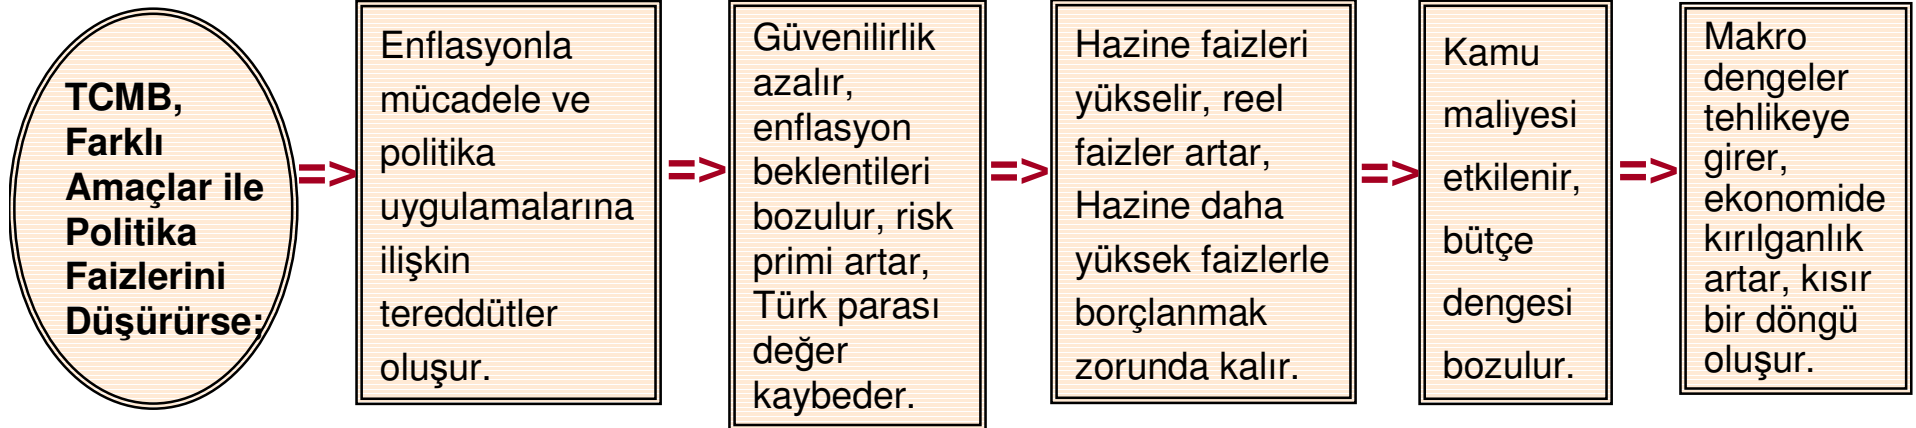 TCMB,
Farklı
Amaçlar ile
Politika
Faizlerini
Düşürürse;
=>
Enflasyonla
mücadele ve
politika
uygulamalarına
ilişkin
tereddütler
oluşur.
=>
Güvenilirlik
azalır,
enflasyon
beklentileri
bozulur, risk
primi artar,
Türk parası
değer
kaybeder.
=>
Hazine faizleri
yükselir, reel
faizler artar,
Hazine daha
yüksek faizlerle
borçlanmak
zorunda kalır.
=>
Kamu
maliyesi
etkilenir,
bütçe
dengesi
bozulur.
=>
Makro
dengeler
tehlikeye
girer,
ekonomide
kırılganlık
artar, kısır
bir döngü
oluşur.